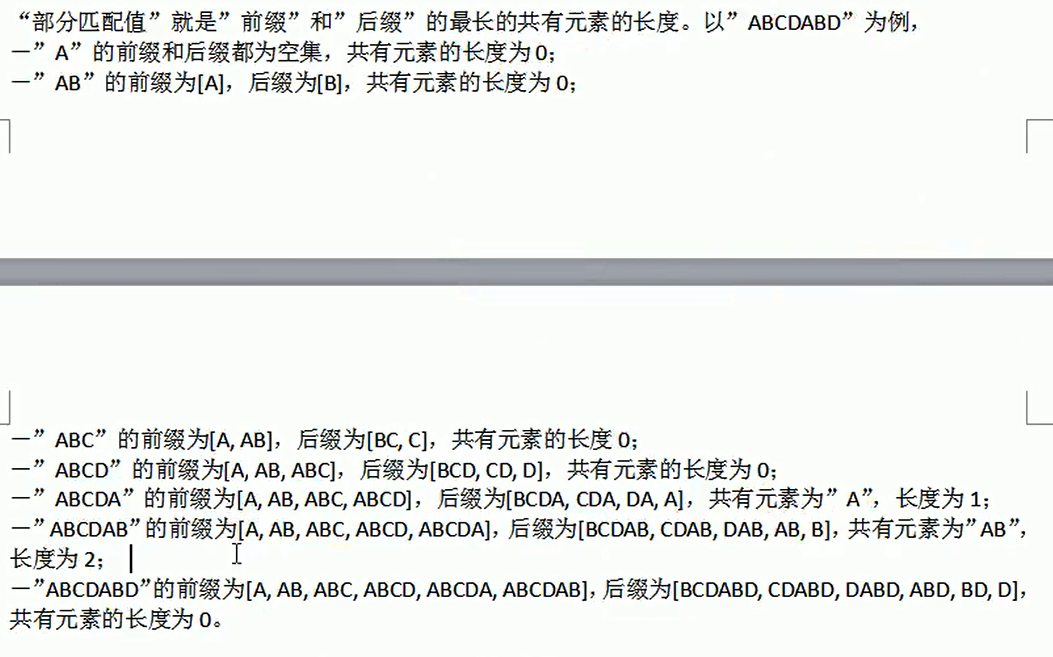 “部分匹配值”就是”前缀”和”后缀”的最长的共有元素的长度。以”ABCDABD”为例，
－”A”的前缀和后缀都为空集，共有元素的长度为0；
－”AB”的前缀为[A]，后缀为[B]，共有元素的长度为0；
－”ABC”的前缀为[A, AB]，后缀为[BC, C]，共有元素的长度0；
－”ABCD”的前缀为[A, AB, ABC]，后缀为[BCD, CD, D]，共有元素的长度为0；
－”ABCDA”的前缀为[A, AB, ABC, ABCD]，后缀为[BCDA, CDA, DA, A]，共有元素为”A”，长度为1；
－”ABCDAB”的前缀为[A, AB, ABC, ABCD, ABCDA]，后缀为[BCDAB, CDAB, DAB, AB, B]，共有元素为”AB”，
长度为2；
－”ABCDABD”的前缀为[A, AB, ABC, ABCD, ABCDA, ABCDAB]，后缀为[BCDABD, CDABD, DABD, ABD, BD, D]，
共有元素的长度为0。